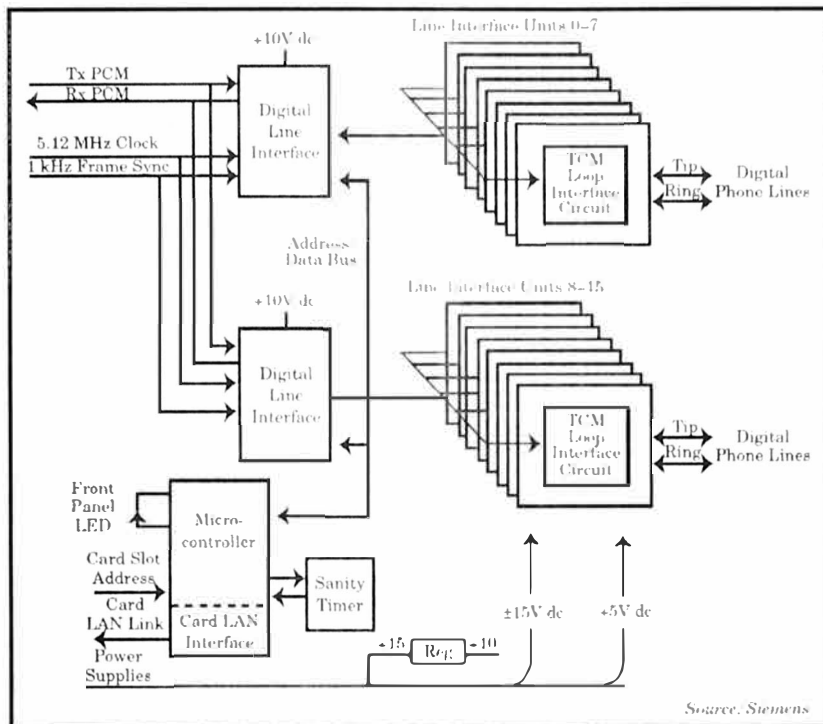 +10V dc
Line Interface Units 0–7
Tx PCM
Rx PCM
Digital
Line
Interface
5.12 MHz Clock
1 kHz Frame Sync
TCM
Loop
Interface
Circuit
Tip
Ring
Digital
Phone Lines
Address
Data Bus
+10V dc
Line Interface Units 8–15
Digital
Line
Interface
TCM
Loop
Interface
Circuit
Tip
Ring
Digital
Phone Lines
Front
Panel
LED
Micro-
controller
Card Slot
Address
Card
LAN Link
Card LAN
Interface
Sanity
Timer
Power
Supplies
+15
Reg
+10
±15V dc
+5V dc
Source: Siemens